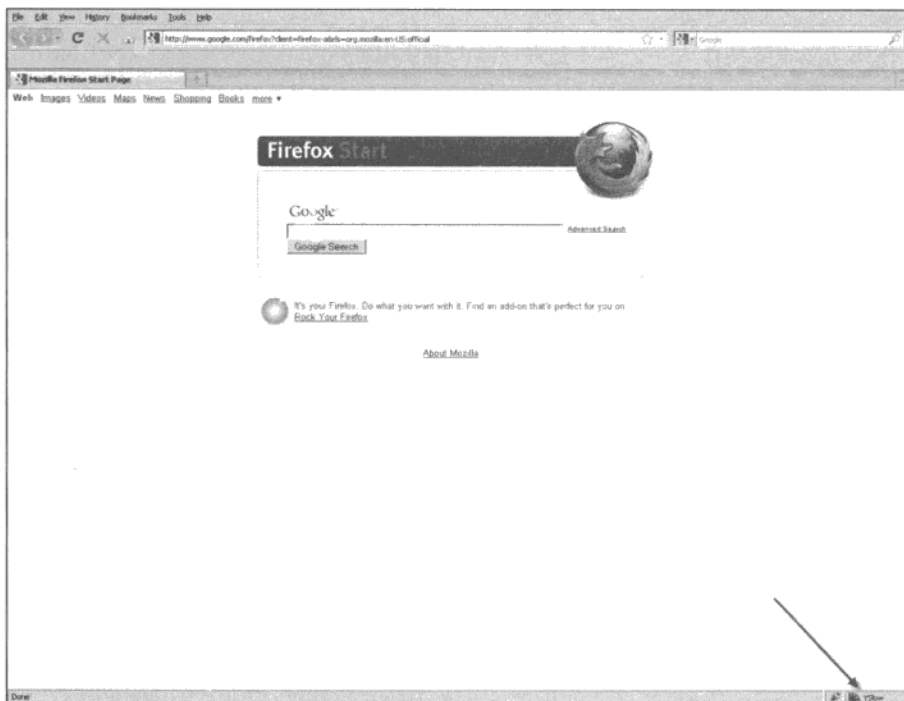 File Edit View History Bookmarks Tools Help
http://www.google.com/firefox?client=firefox-a&rls=org.mozilla:en-US:official
Google
Mozilla Firefox Start Page
Web Images Videos Maps News Shopping Books more
Firefox Start
Google
Advanced Search
Google Search
It's your Firefox. Do what you want with it. Find an add-on that's perfect for you on
Rock Your Firefox
About Mozilla
Done
YSlow